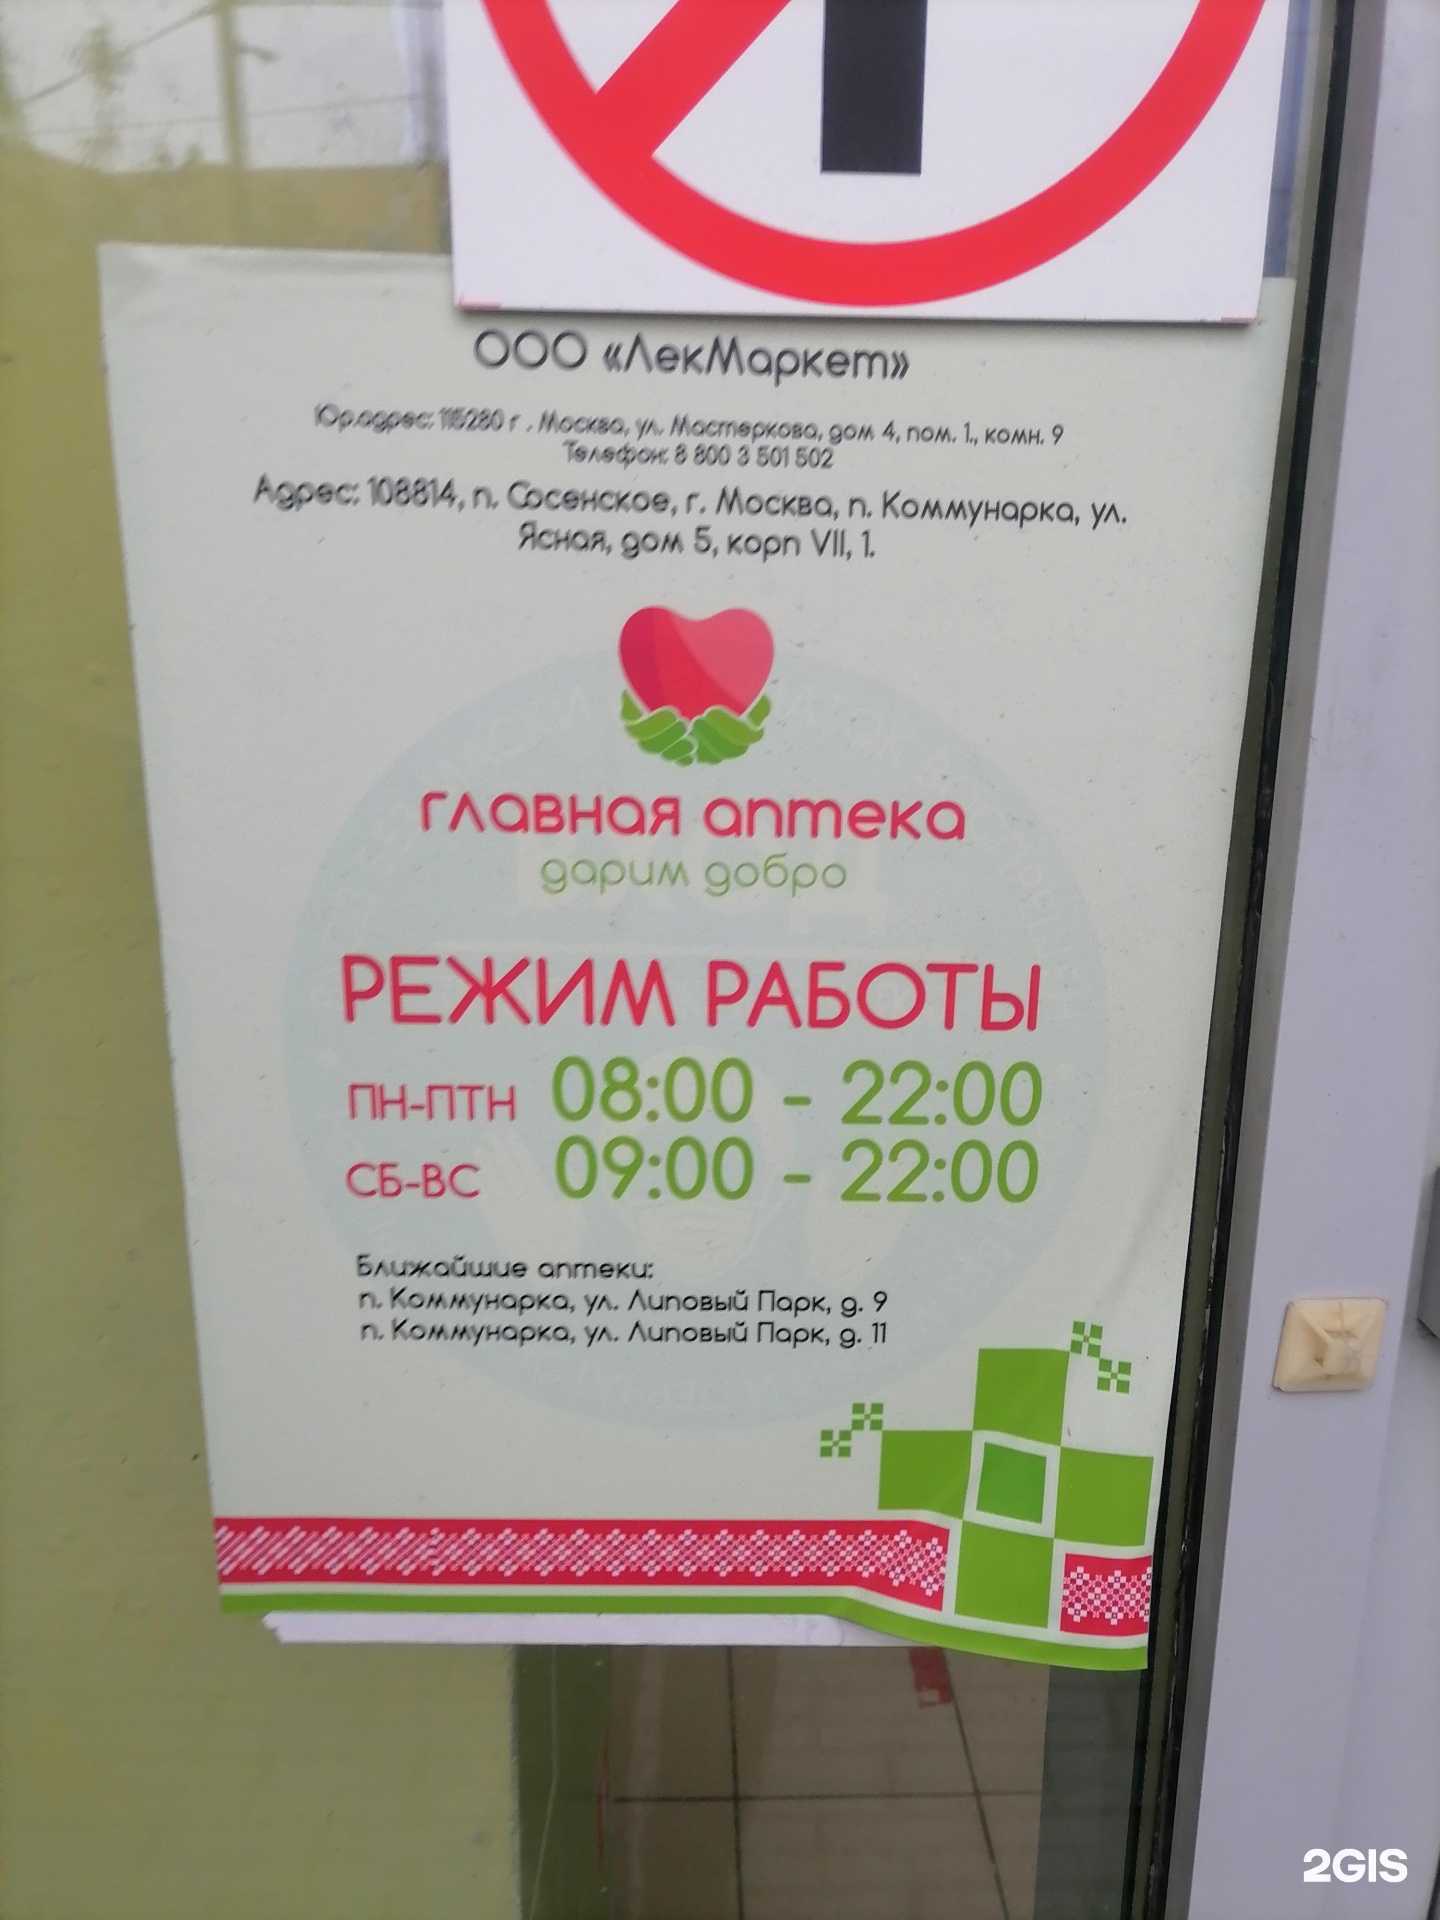 ООО «ЛекМаркет»
Юр.адрес: 115280 г . Москва, ул. Мастеркова, дом 4, пом. 1., комн. 9
Телефон: 8 800 3 501 502
Адрес: 108814, п. Сосенское, г. Москва, п. Коммунарка, ул.
Ясная, дом 5, корп VII, 1.
главная аптека
дарим добро
РЕЖИМ РАБОТЫ
ПН-ПТН 08:00 - 22:00
СБ-ВС 09:00 - 22:00
Ближайшие аптеки:
п. Коммунарка, ул. Липовый Парк, д. 9
п. Коммунарка, ул. Липовый Парк, д. 11
2GIS